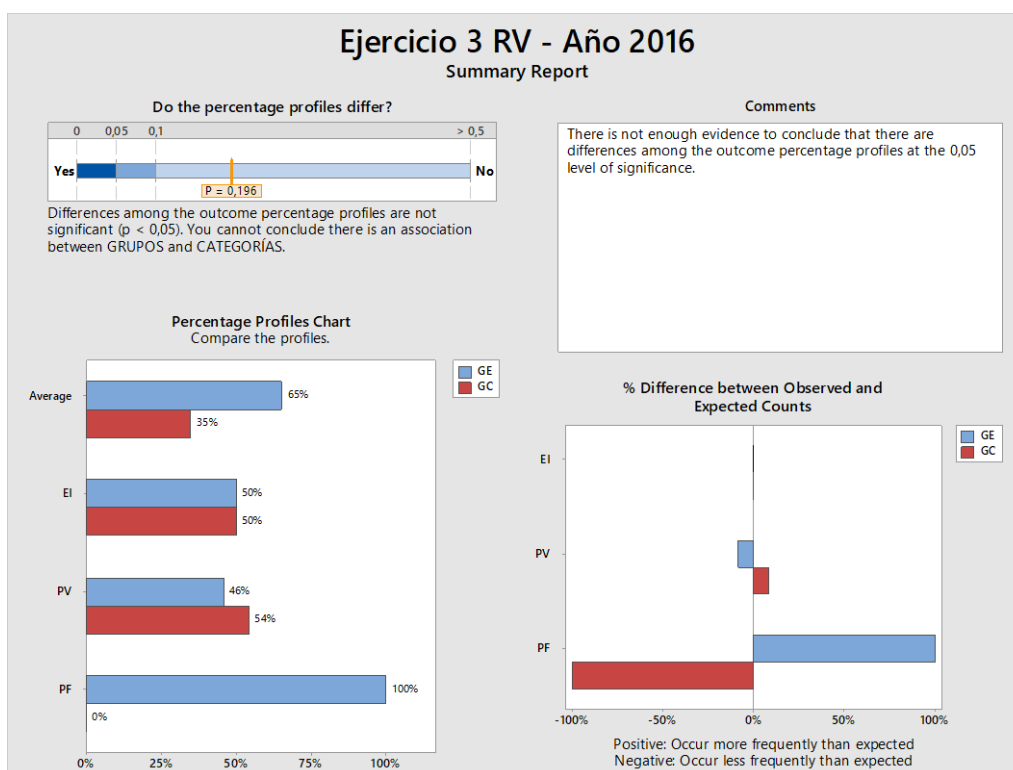 Ejercicio 3 RV - Año 2016
Summary Report
Do the percentage profiles differ?
0 0,05 0,1 > 0,5
Yes No
P = 0,196
Differences among the outcome percentage profiles are not
significant (p < 0,05). You cannot conclude there is an association
between GRUPOS and CATEGORÍAS.
Comments
There is not enough evidence to conclude that there are
differences among the outcome percentage profiles at the 0,05
level of significance.
Percentage Profiles Chart
Compare the profiles.
GE
GC
Average
65%
35%
EI
50%
50%
PV
46%
54%
PF
100%
0%
0% 25% 50% 75% 100%
% Difference between Observed and
Expected Counts
GE
GC
EI
PV
PF
-100% -50% 0% 50% 100%
Positive: Occur more frequently than expected
Negative: Occur less frequently than expected